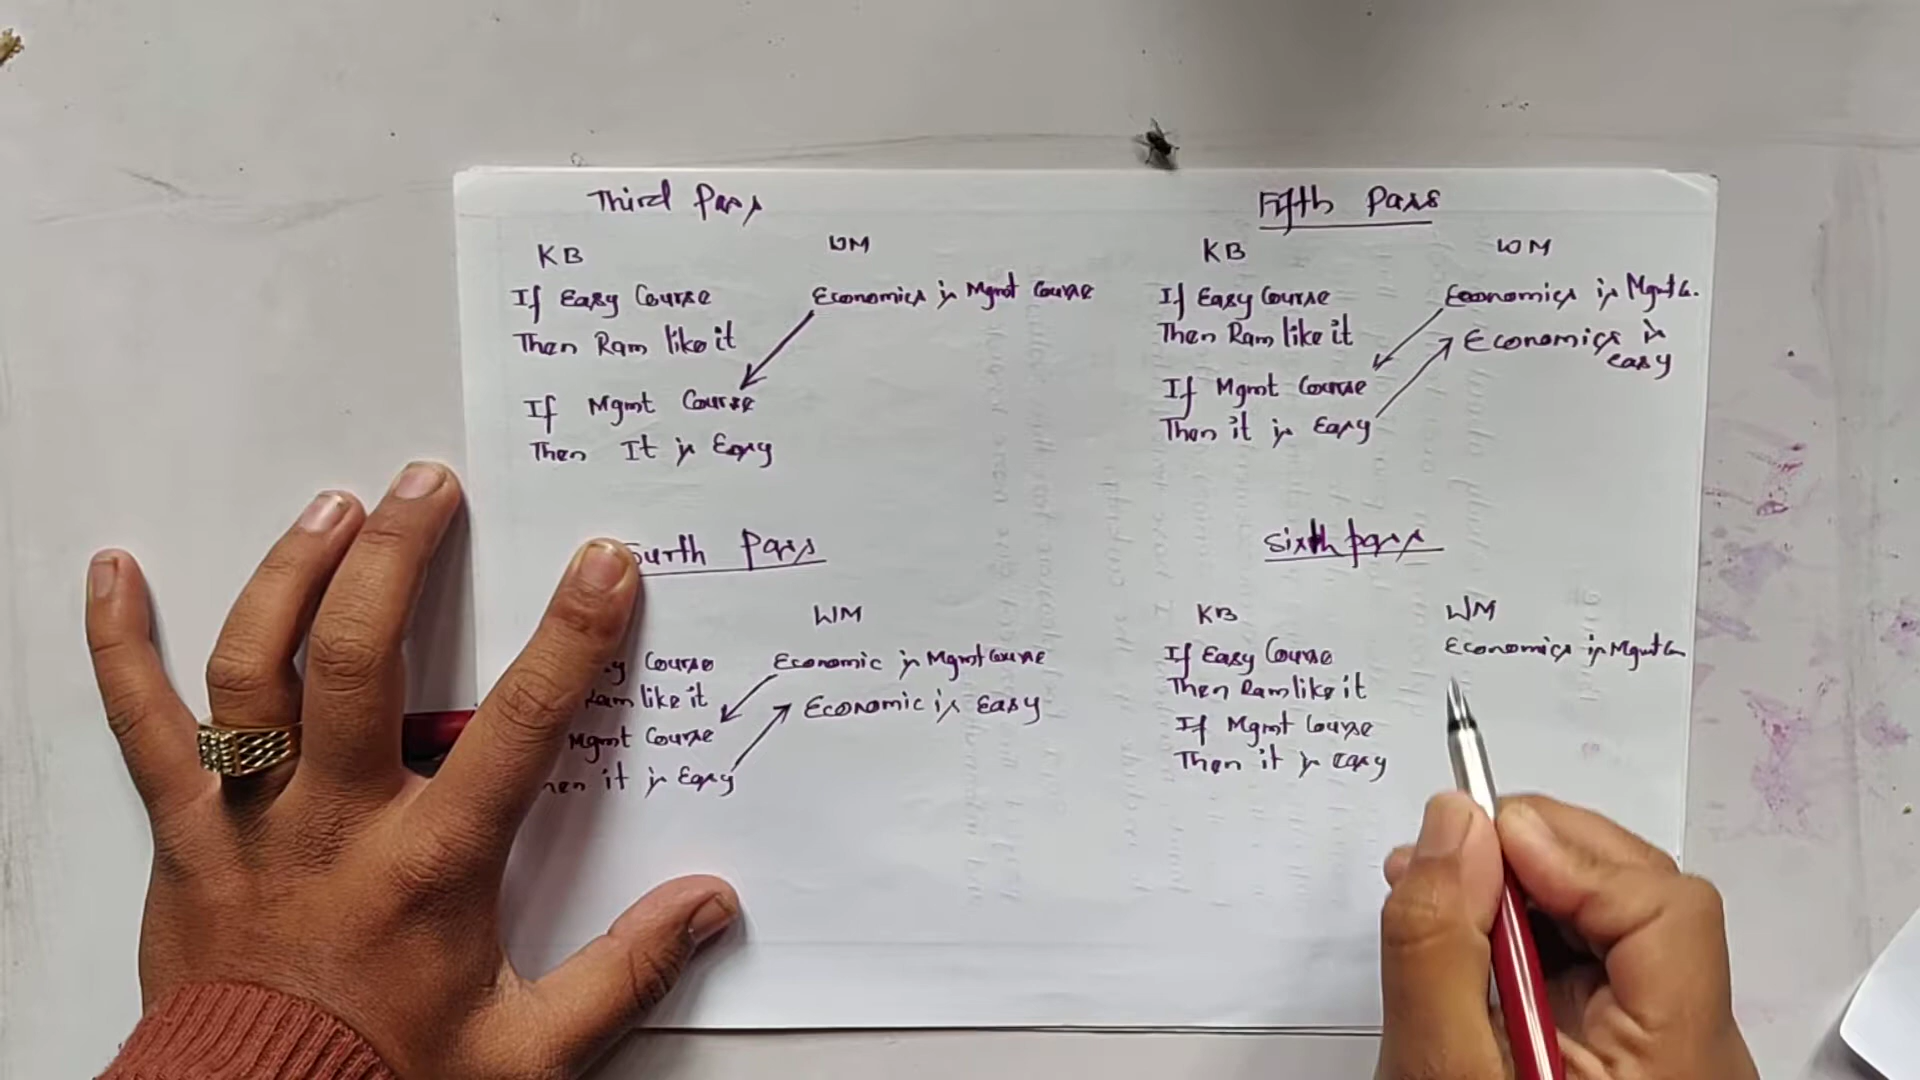 Third Pass
KB WM
If Easy Course Economics is Mgmt Course
Then Ram like it
If Mgmt Course
Then It is Easy
Fourth Pass
WM
Course Economic is Mgmt Course
Ram like it Economic is Easy
Mgmt Course
it is Easy
Fifth Pass
KB WM
If Easy Course Economics is Mgmt Co.
Then Ram like it Economics is
easy
If Mgmt Course
Then it is Easy
Sixth pass
KB WM
If Easy Course Economics is Mgmt Co
Then Ram like it
If Mgmt Course
Then it is easy